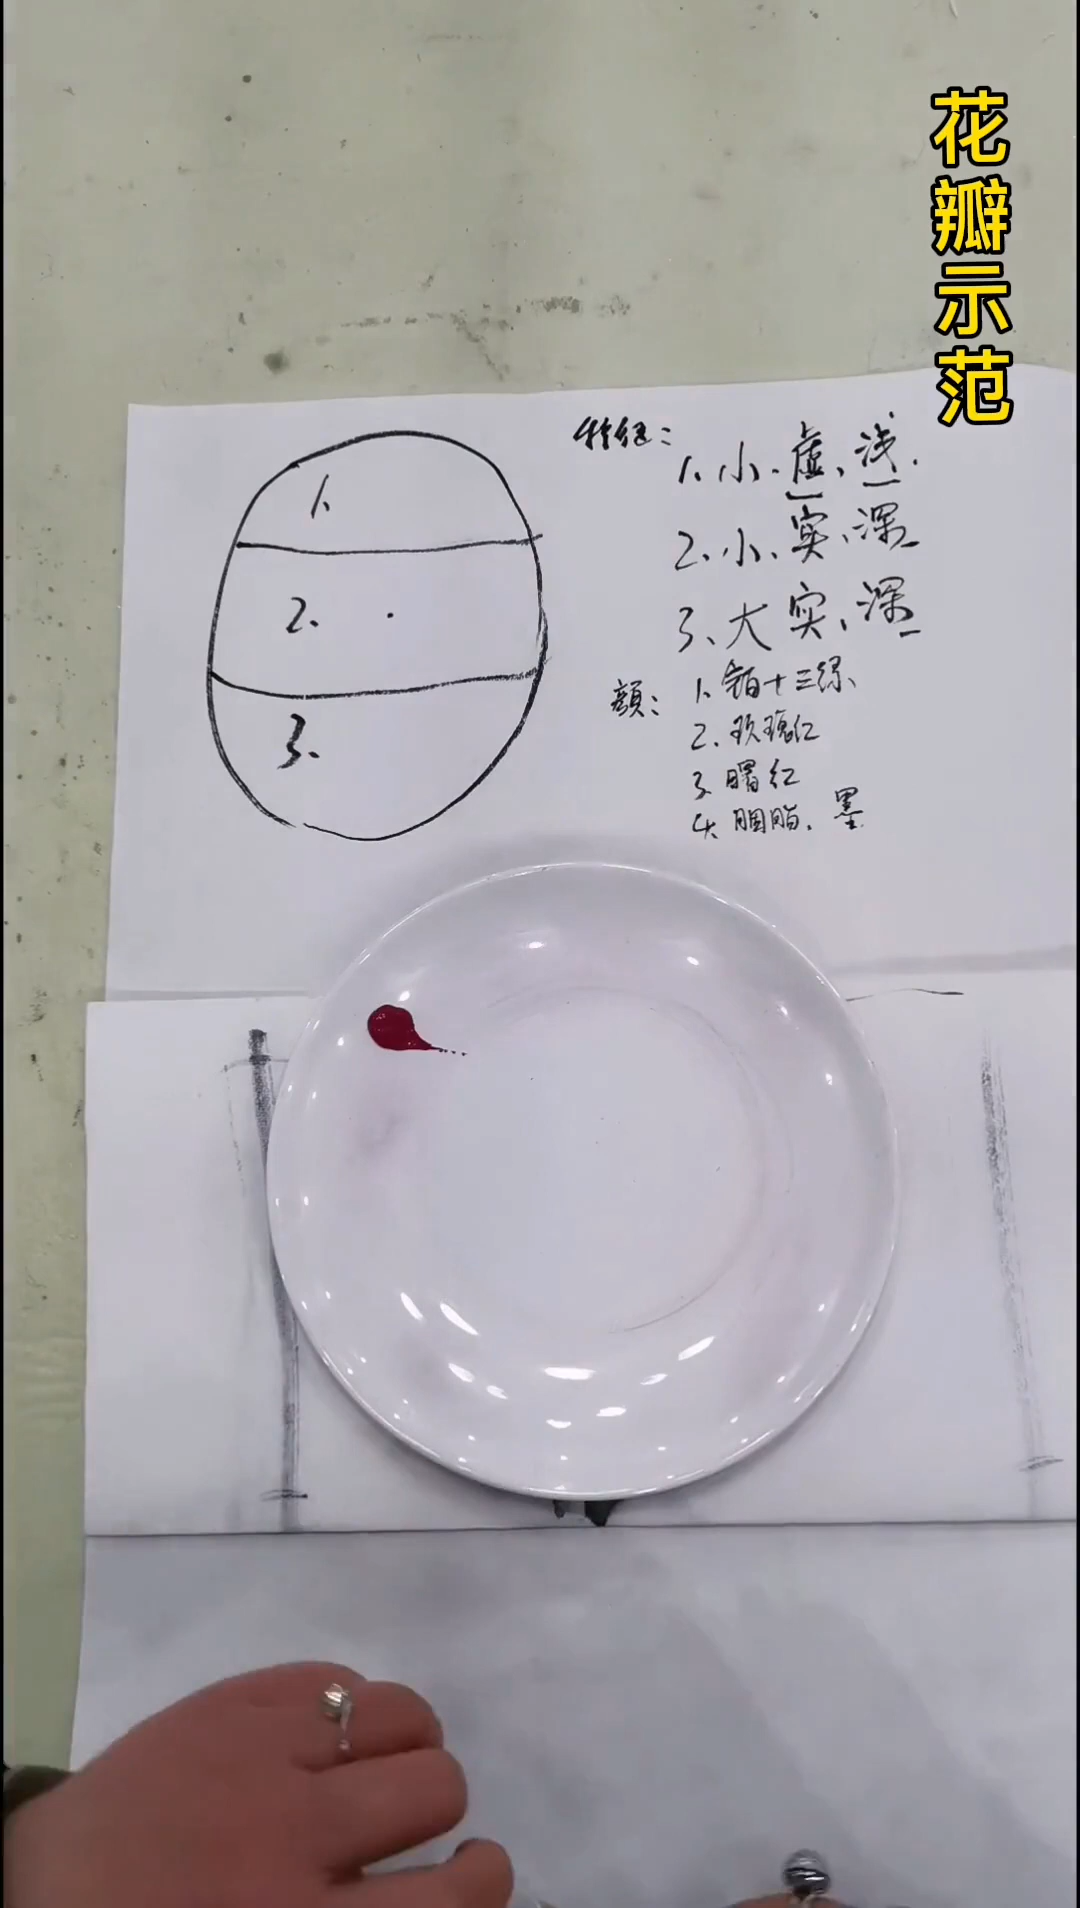 花瓣示范
1.
2.
3.
1、小、虚、浅.
2、小、实、深
3、大实、深
颜：1、铂+三绿、
2、玫瑰红
3、曙红
4、胭脂、墨